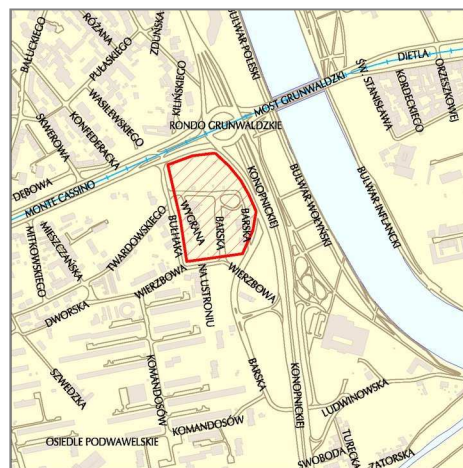 BAŁUCKIEGO
RÓŻANA
PUŁASKIEGO
ZDUŃSKA
WASILEWSKIEGO
KILIŃSKIEGO
BULWAR POLESKI
DIETLA
MOST GRUNWALDZKI
ŚW. STANISŁAWA
KORDECKIEGO
ORZESZKOWEJ
SKWEROWA
KONFEDERACKA
RONDO GRUNWALDZKIE
DĘBOWA
MONTE CASSINO
KONOPNICKIEJ
BULWAR WOŁYŃSKI
BULWAR INFLANCKI
MITKOWSKIEGO
MIESZCZAŃSKA
TWARDOWSKIEGO
BUŁHAKA
WYGRANA
BARSKA
BARSKA
DWORSKA
WIERZBOWA
NA USTRONIU
WIERZBOWA
SZWEDZKA
KOMANDOSÓW
BARSKA
KONOPNICKIEJ
LUDWINOWSKA
KOMANDOSÓW
OSIEDLE PODWAWELSKIE
SWOBODA
TURECKA
ZATORSKA